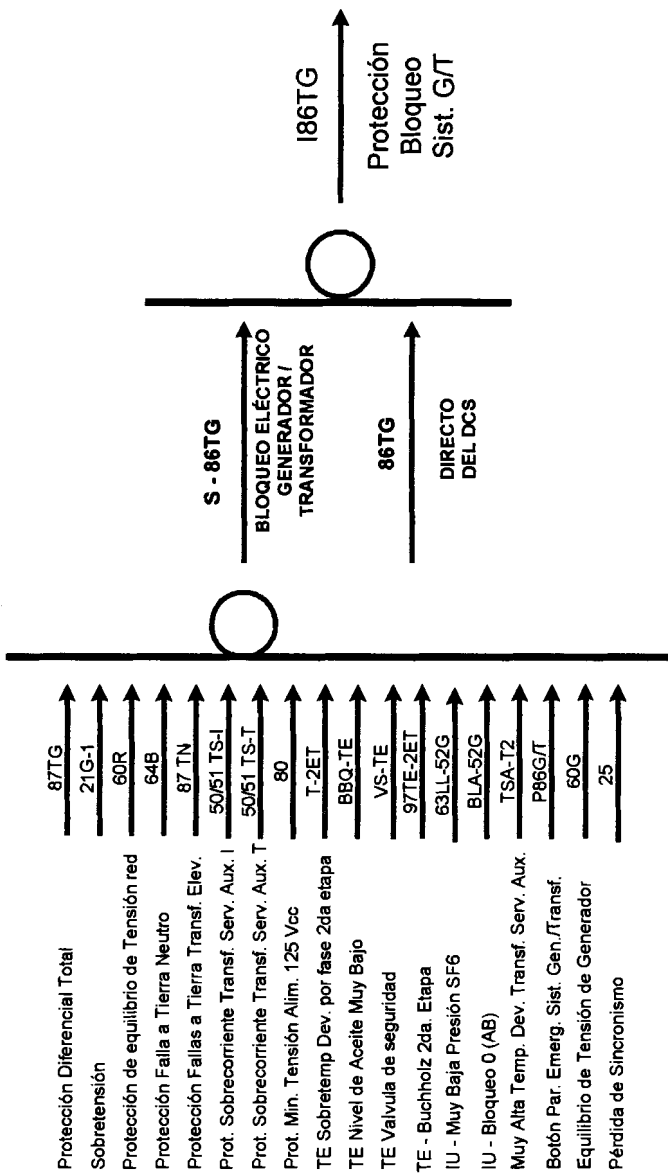 Protección Diferencial Total
87TG
Sobretensión
21G-1
Protección de equilibrio de Tensión red
60R
Protección Falla a Tierra Neutro
64B
Protección Fallas a Tierra Transf. Elev.
87 TN
Prot. Sobrecorriente Transf. Serv. Aux. I
50/51 TS-I
Prot. Sobrecorriente Transf. Serv. Aux. T
50/51 TS-T
Prot. Min. Tensión Alim. 125 Vcc
80
TE Sobretemp Dev. por fase 2da etapa
T-2ET
TE Nivel de Aceite Muy Bajo
BBQ-TE
TE Valvula de seguridad
VS-TE
TE - Buchholz 2da. Etapa
97TE-2ET
IU - Muy Baja Presión SF6
63LL-52G
IU - Bloqueo 0 (AB)
BLA-52G
Muy Alta Temp. Dev. Transf. Serv. Aux.
TSA-T2
Botón Par. Emerg. Sist. Gen./Transf.
P86G/T
Equilibrio de Tensión de Generador
60G
Pérdida de Sincronismo
25
S - 86TG
BLOQUEO ELÉCTRICO
GENERADOR /
TRANSFORMADOR
86TG
DIRECTO
DEL DCS
I86TG
Protección
Bloqueo
Sist. G/T